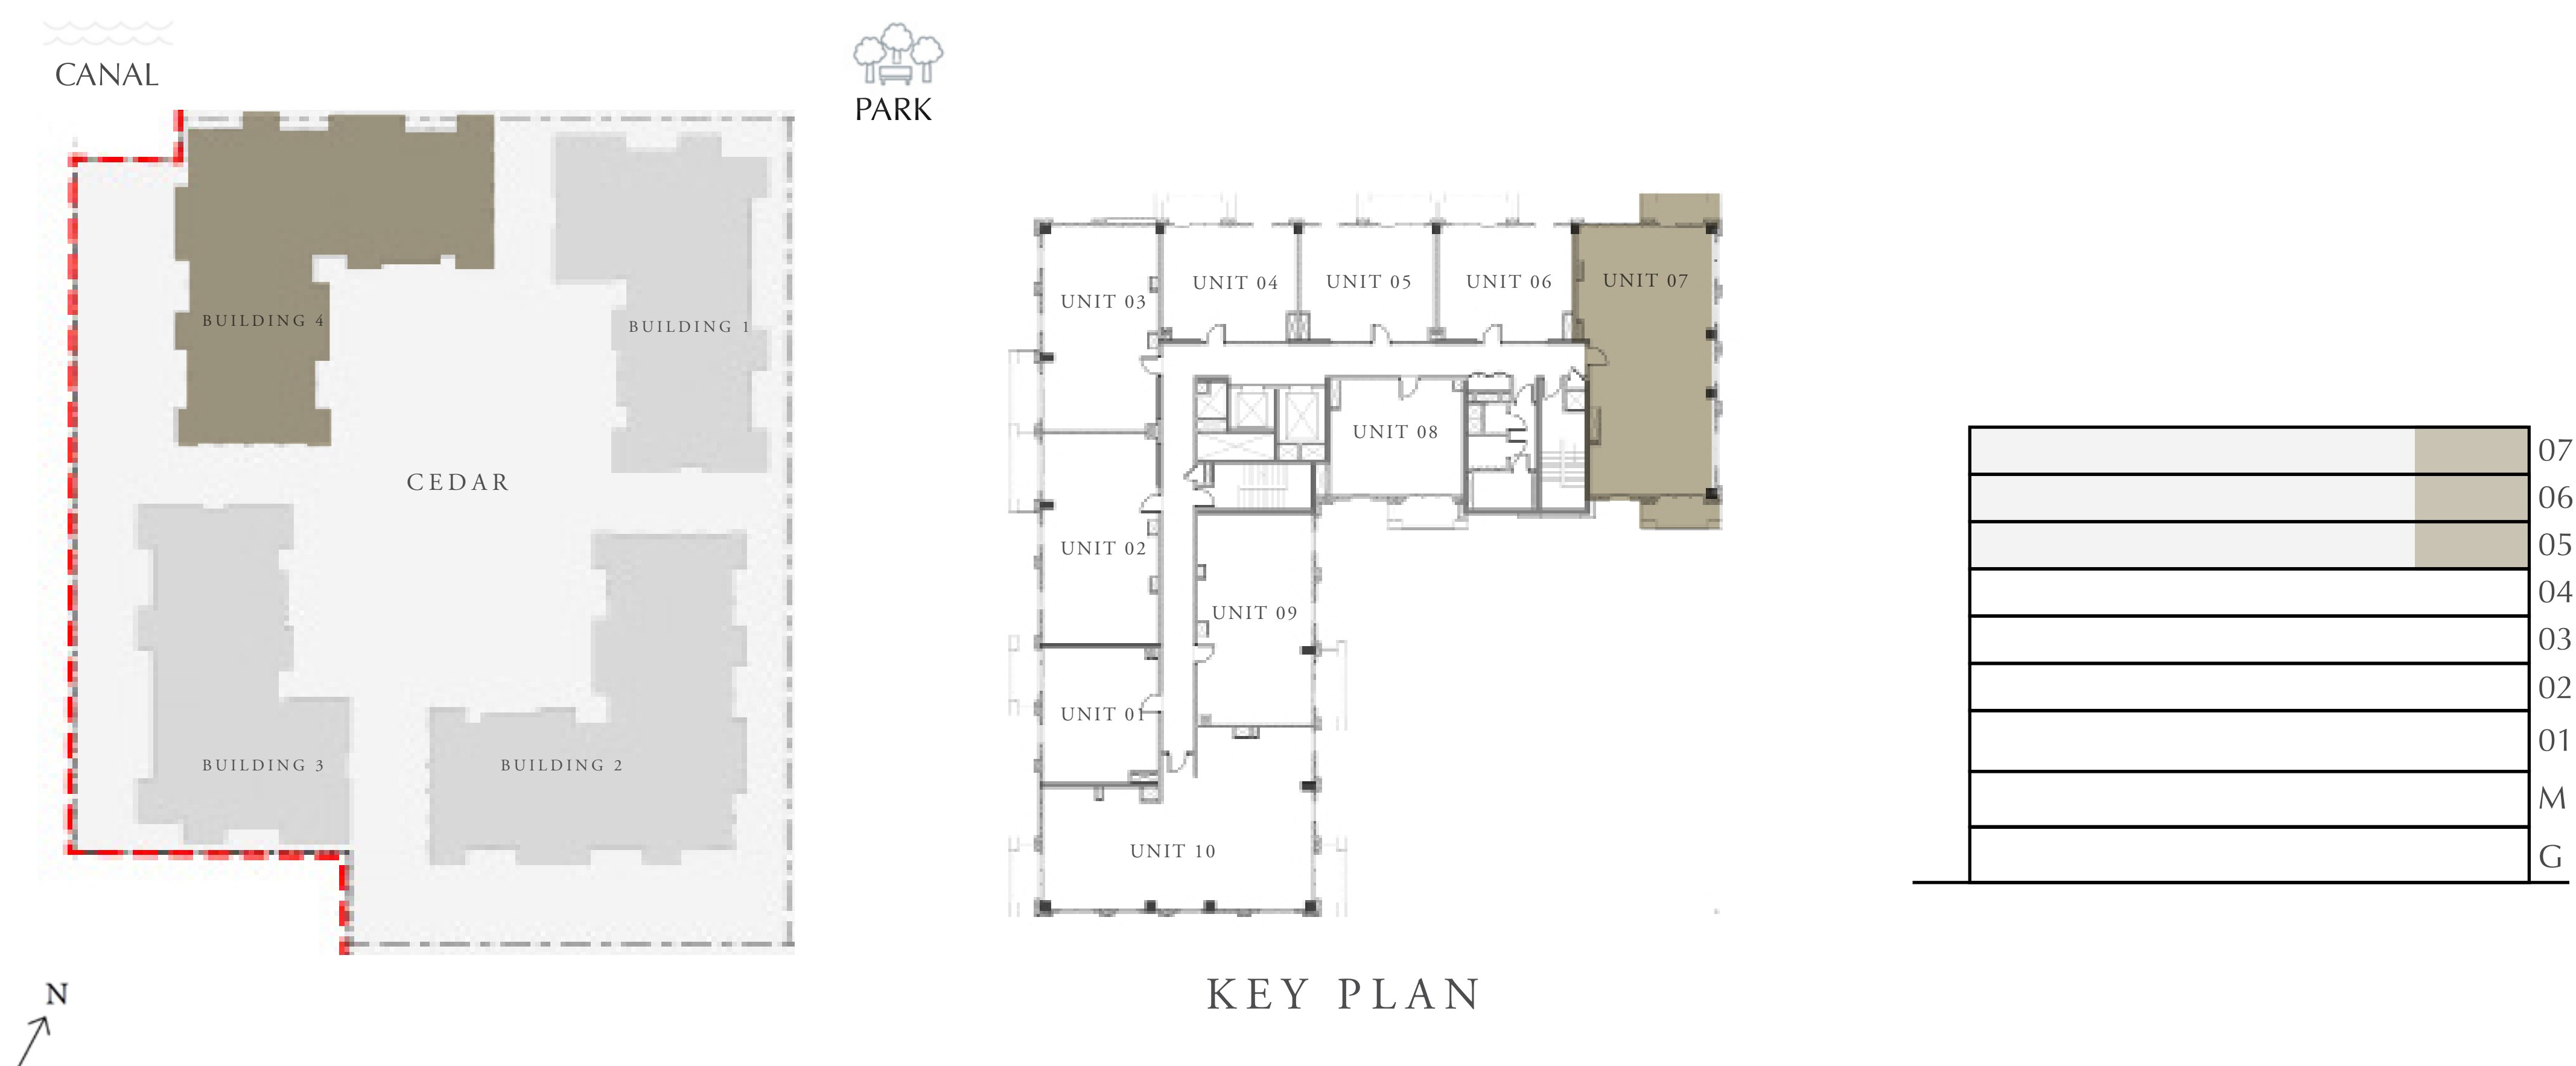 CANAL
PARK
BUILDING 4
BUILDING 1
CEDAR
BUILDING 3
BUILDING 2
N
UNIT 03
UNIT 04
UNIT 05
UNIT 06
UNIT 07
UNIT 08
UNIT 02
UNIT 09
UNIT 01
UNIT 10
KEY PLAN
07
06
05
04
03
02
01
M
G